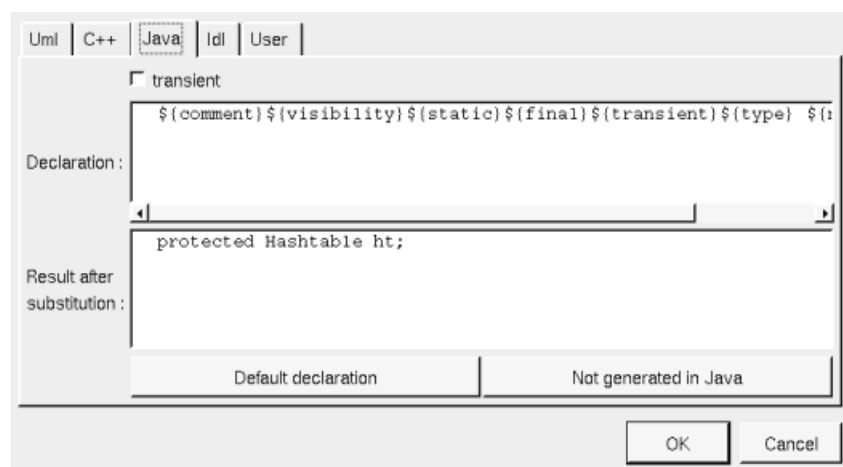 Uml C++ Java Idl User
transient
Declaration :
${comment}${visibility}${static}${final}${transient}${type} ${
protected Hashtable ht;
Result after
substitution :
Default declaration Not generated in Java
OK Cancel